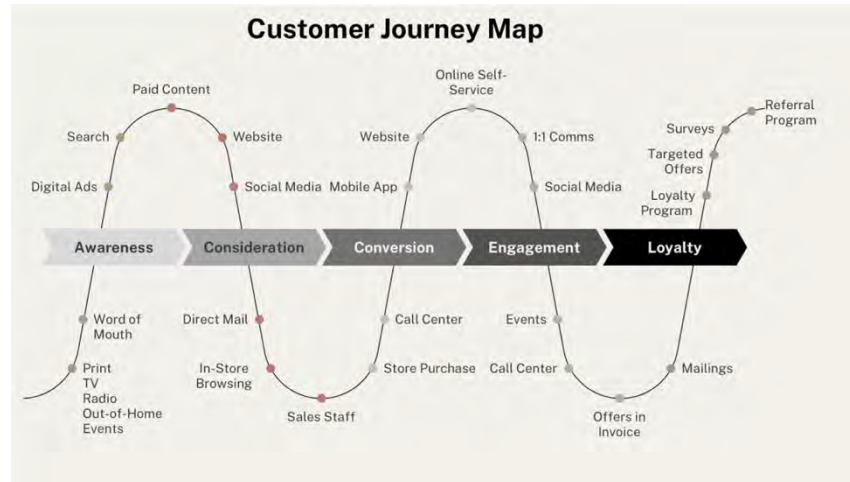 Customer Journey Map
Online Self-
Service
Paid Content
Referral
Program
Search
Website
Website
1:1 Comms
Surveys
Targeted
Offers
Digital Ads
Social Media
Mobile App
Social Media
Loyalty
Program
Awareness
Consideration
Conversion
Engagement
Loyalty
Word of
Mouth
Direct Mail
Call Center
Events
Print
TV
Radio
Out-of-Home
Events
In-Store
Browsing
Store Purchase
Call Center
Mailings
Sales Staff
Offers in
Invoice